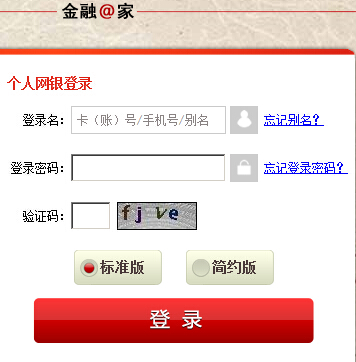 金融@家
个人网银登录
登录名： 卡（账）号/手机号/别名 忘记别名？
登录密码： 忘记登录密码？
验证码： fjve
标准版 简约版
登 录